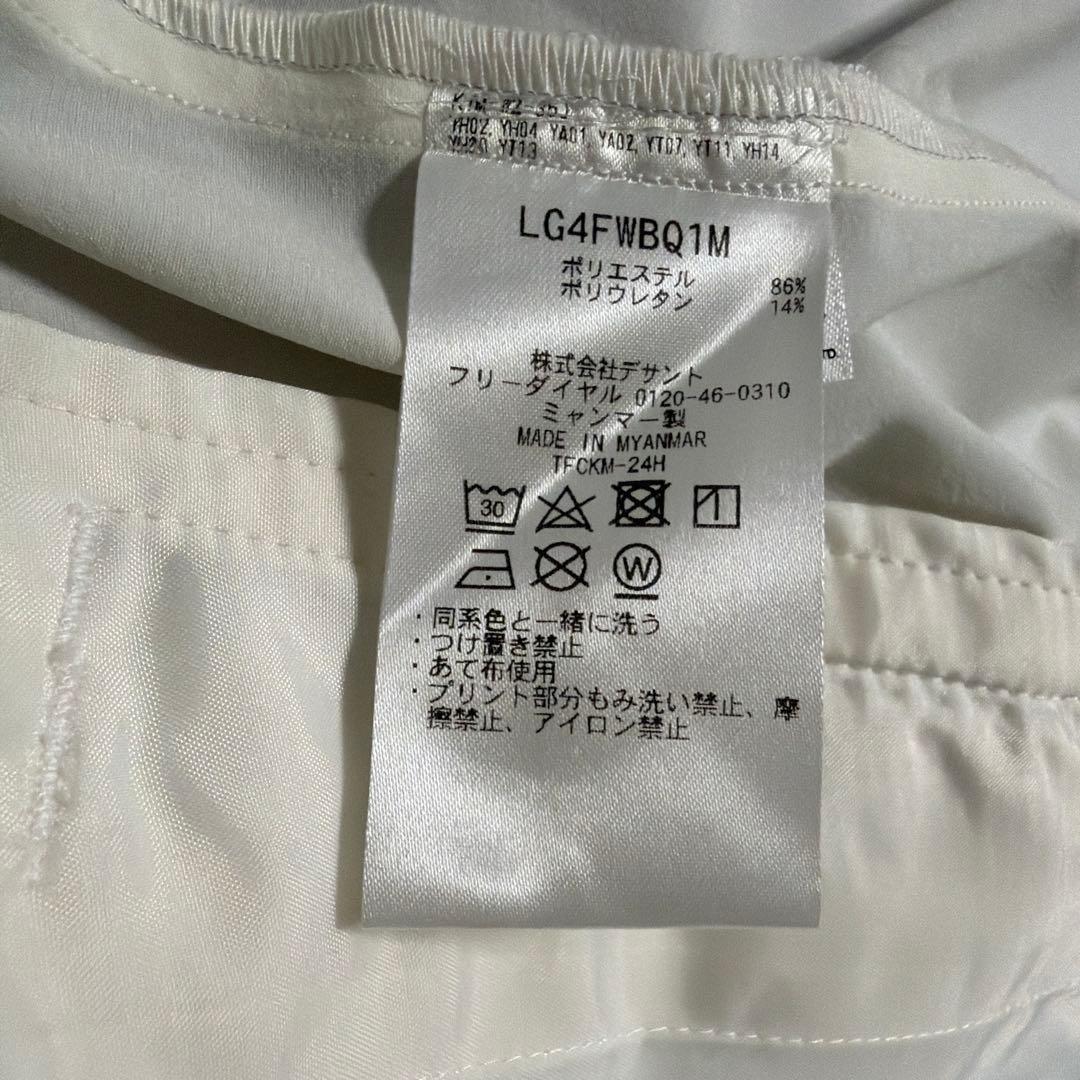 YH02, YH04, YA01, YA02, YT07, YT11, YH14,
YH20, YT13
LG4FWBQ1M
ポリエステル 86%
ポリウレタン 14%
株式会社デサント
フリーダイヤル 0120-46-0310
ミャンマー製
MADE IN MYANMAR
TFCKM-24H
30
W
・同系色と一緒に洗う
・つけ置き禁止
・あて布使用
・プリント部分もみ洗い禁止、摩
擦禁止、アイロン禁止